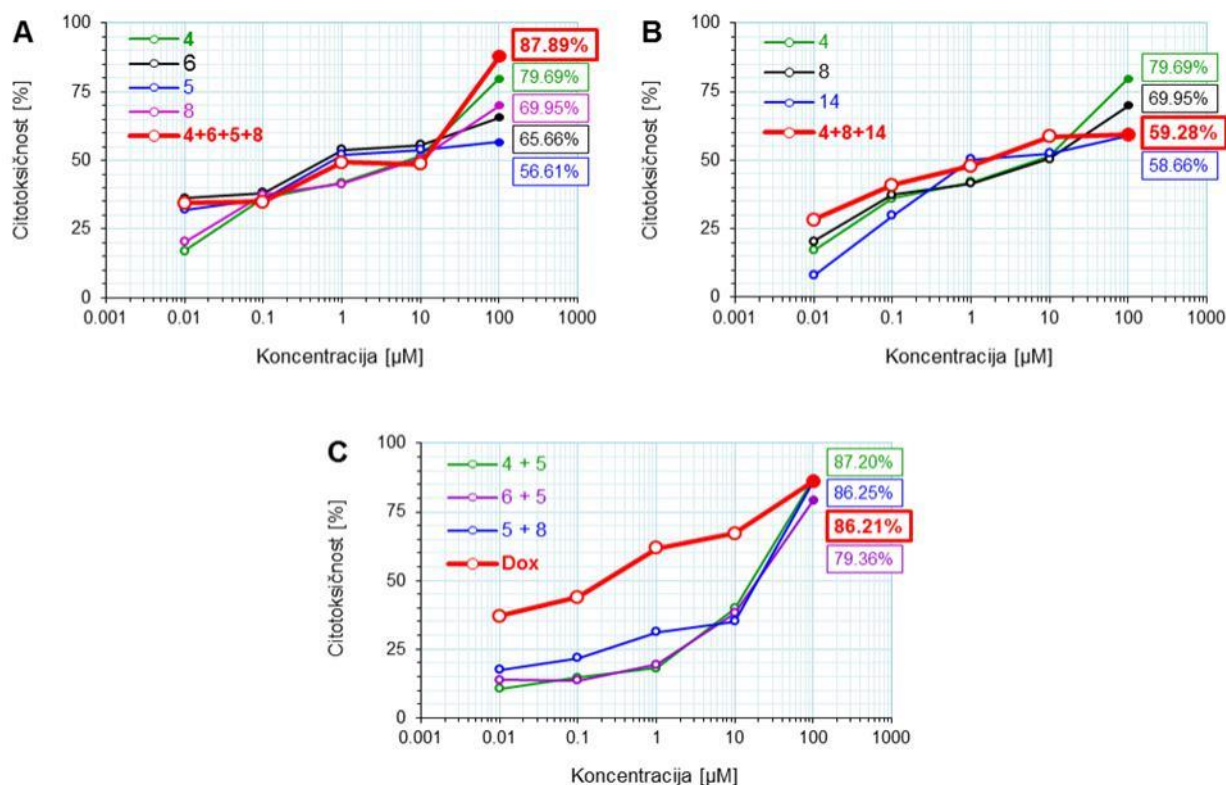 A
4
6
5
8
4+6+5+8
Citotoksičnost [%]
100
75
50
25
0
0.001 0.01 0.1 1 10 100 1000
Koncentracija [µM]
87.89%
79.69%
69.95%
65.66%
56.61%
B
4
8
14
4+8+14
Citotoksičnost [%]
100
75
50
25
0
0.001 0.01 0.1 1 10 100 1000
Koncentracija [µM]
79.69%
69.95%
59.28%
58.66%
C
4 + 5
6 + 5
5 + 8
Dox
Citotoksičnost [%]
100
75
50
25
0
0.001 0.01 0.1 1 10 100 1000
Koncentracija [µM]
87.20%
86.25%
86.21%
79.36%